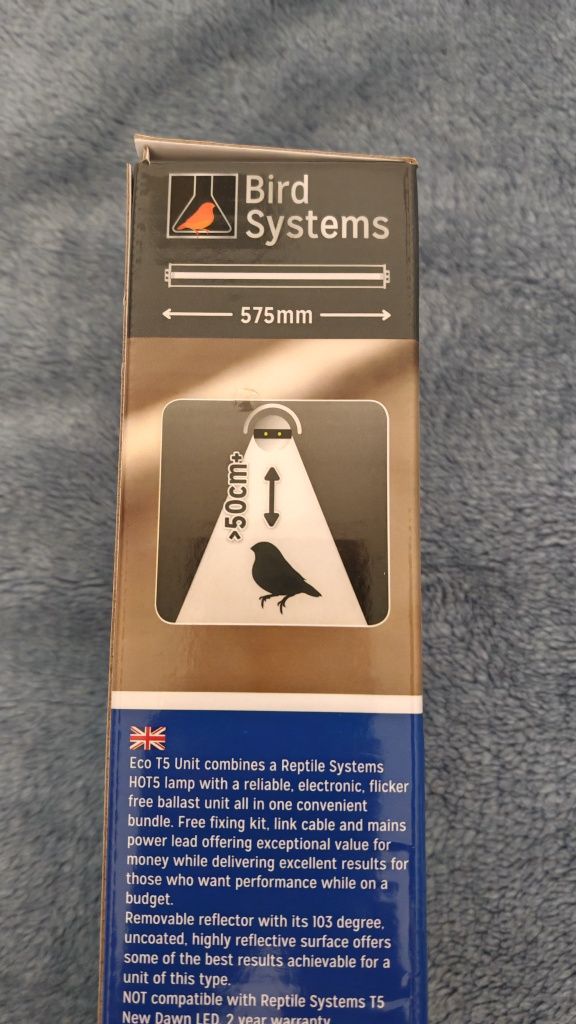 Bird
Systems
575mm
>50cm+
Eco T5 Unit combines a Reptile Systems
HOT5 lamp with a reliable, electronic, flicker
free ballast unit all in one convenient
bundle. Free fixing kit, link cable and mains
power lead offering exceptional value for
money while delivering excellent results for
those who want performance while on a
budget.
Removable reflector with its 103 degree,
uncoated, highly reflective surface offers
some of the best results achievable for a
unit of this type.
NOT compatible with Reptile Systems T5
New Dawn LED. 2 year warranty